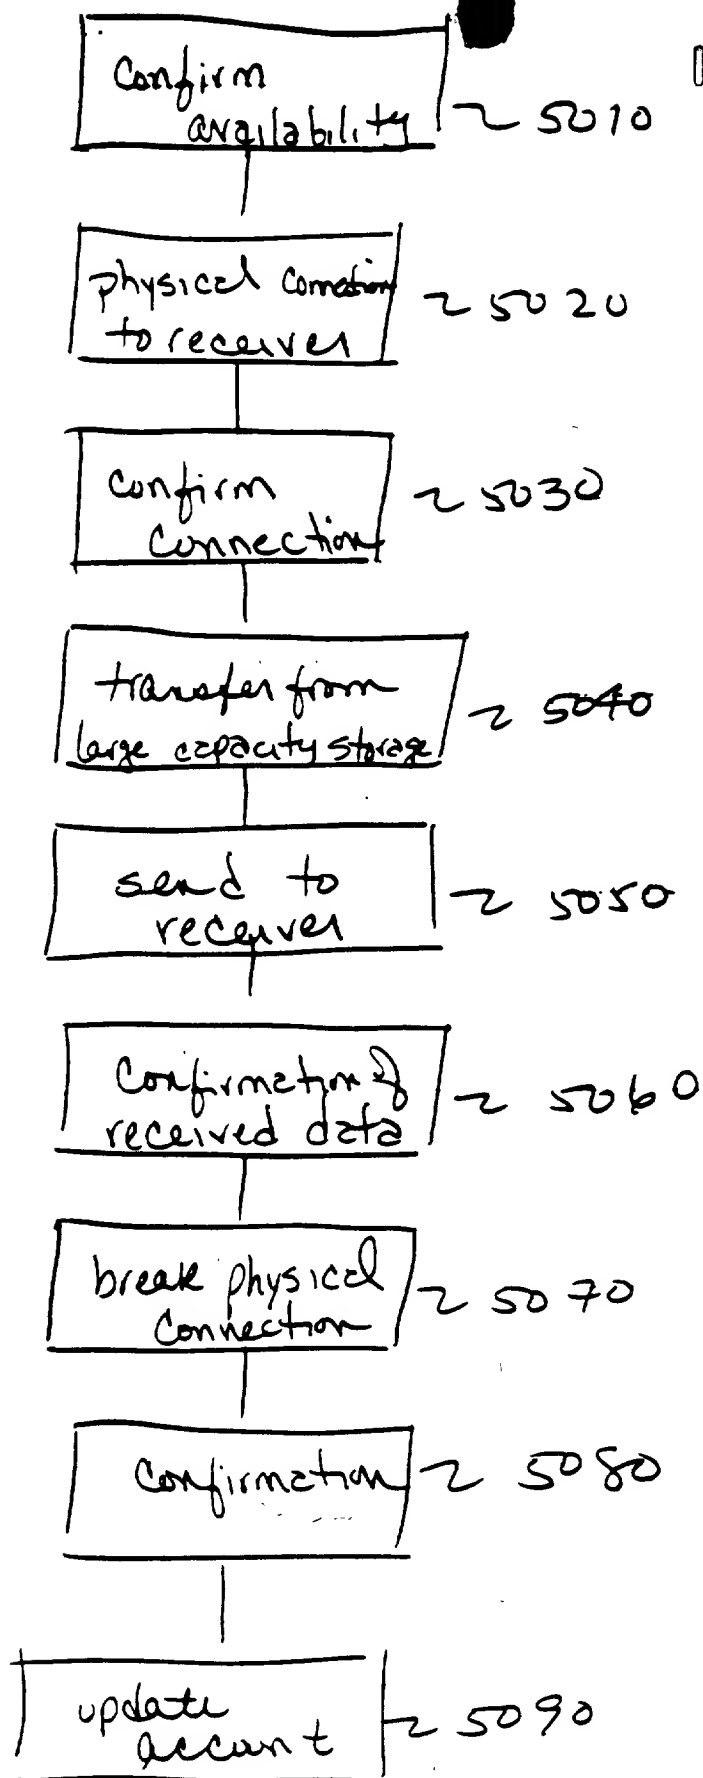 Confirm
availability ~ 5010
physical connection ~ 5020
to receiver
Confirm ~ 5030
Connection
transfer from ~ 5040
large capacity storage
send to ~ 5050
receiver
Confirmation of ~ 5060
received data
break physical ~ 5070
Connection
Confirmation ~ 5080
update ~ 5090
account